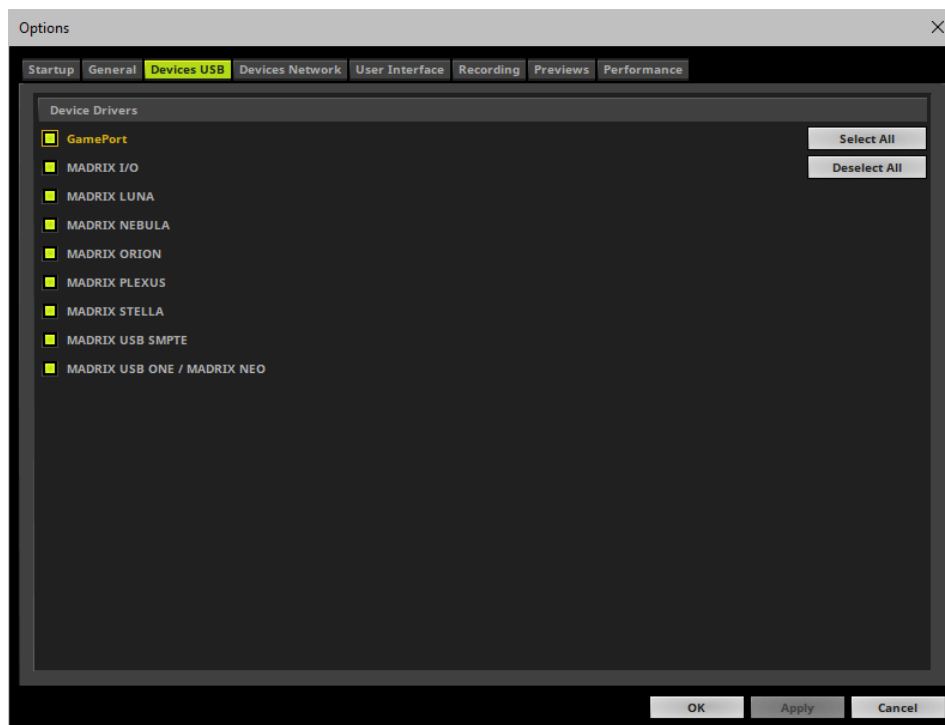 Options
Startup General Devices USB Devices Network User Interface Recording Previews Performance
Device Drivers
GamePort Select All
MADRIX I/O Deselect All
MADRIX LUNA
MADRIX NEBULA
MADRIX ORION
MADRIX PLEXUS
MADRIX STELLA
MADRIX USB SMPTE
MADRIX USB ONE / MADRIX NEO
OK Apply Cancel